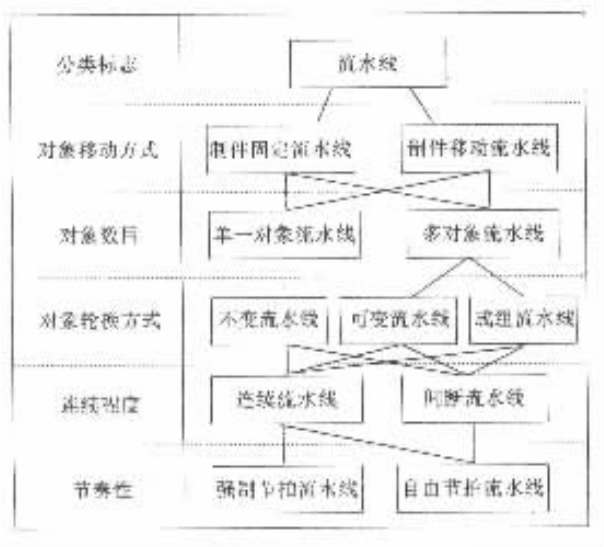 分类标志 流水线
对象移动方式 制件固定流水线 制件移动流水线
对象数目 单一对象流水线 多对象流水线
对象轮换方式 不变流水线 可变流水线 成组流水线
连续程度 连续流水线 间断流水线
节奏性 强制节拍流水线 自由节拍流水线